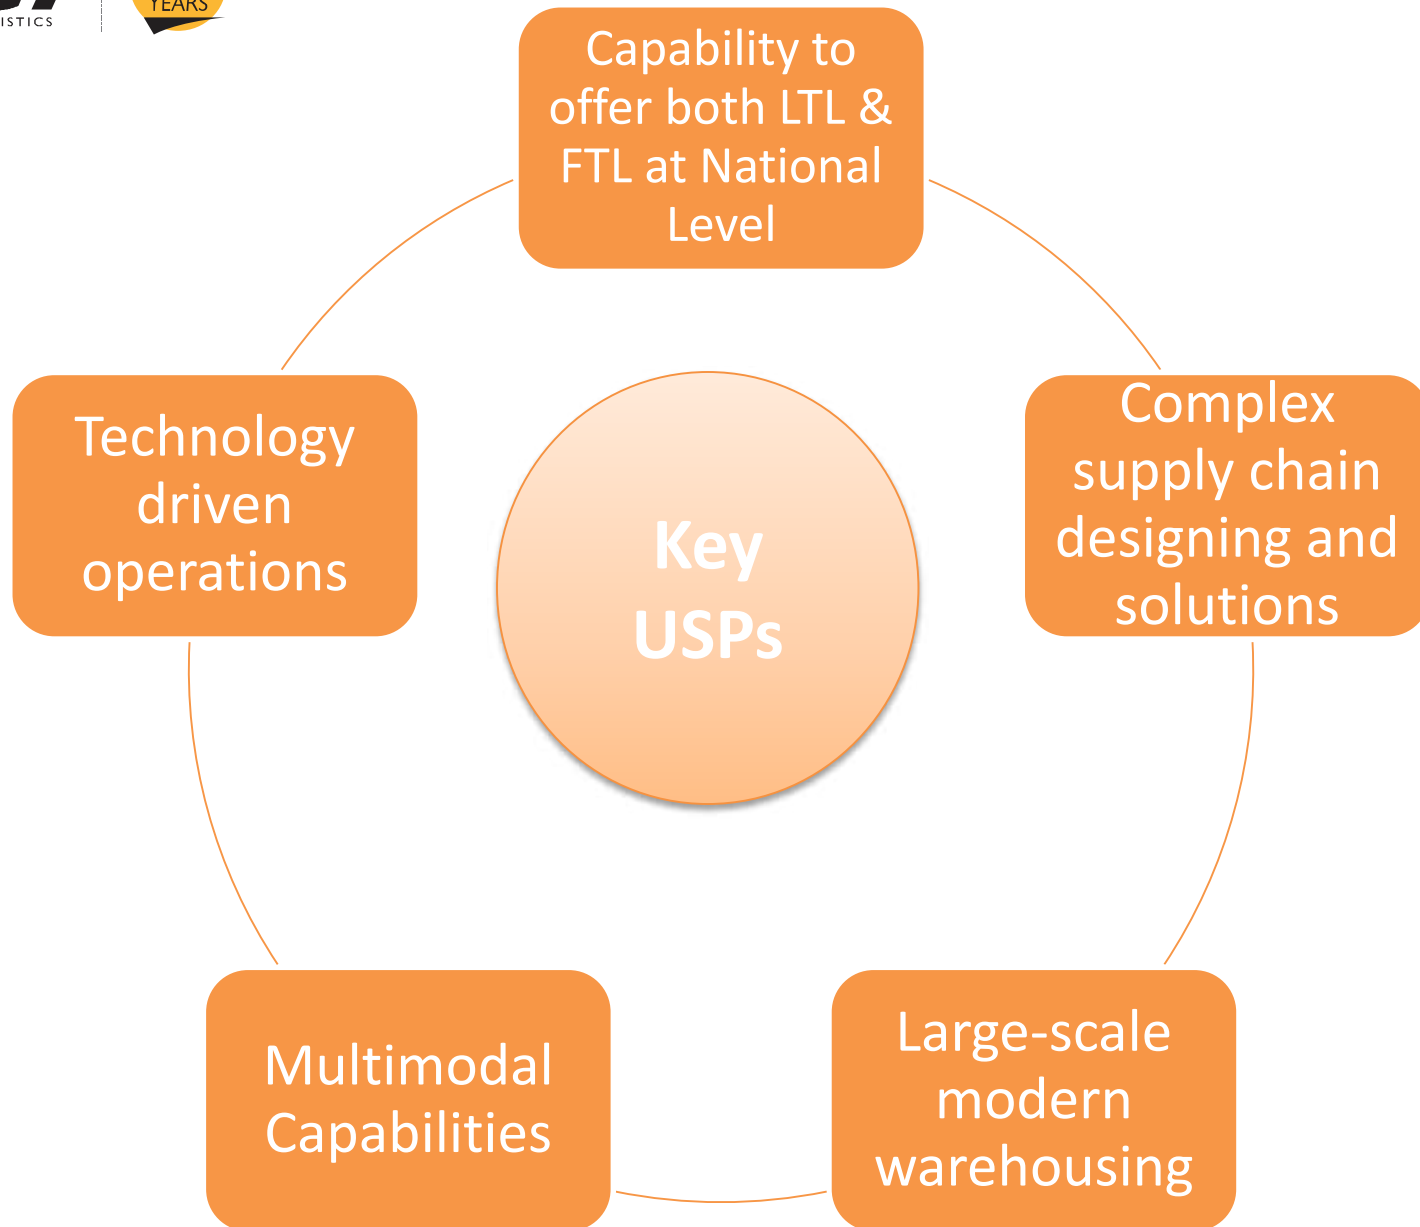 YEARS
Capability to
offer both LTL &
FTL at National
Level
Technology
driven
operations
Complex
supply chain
designing and
solutions
Key
USPs
Multimodal
Capabilities
Large-scale
modern
warehousing